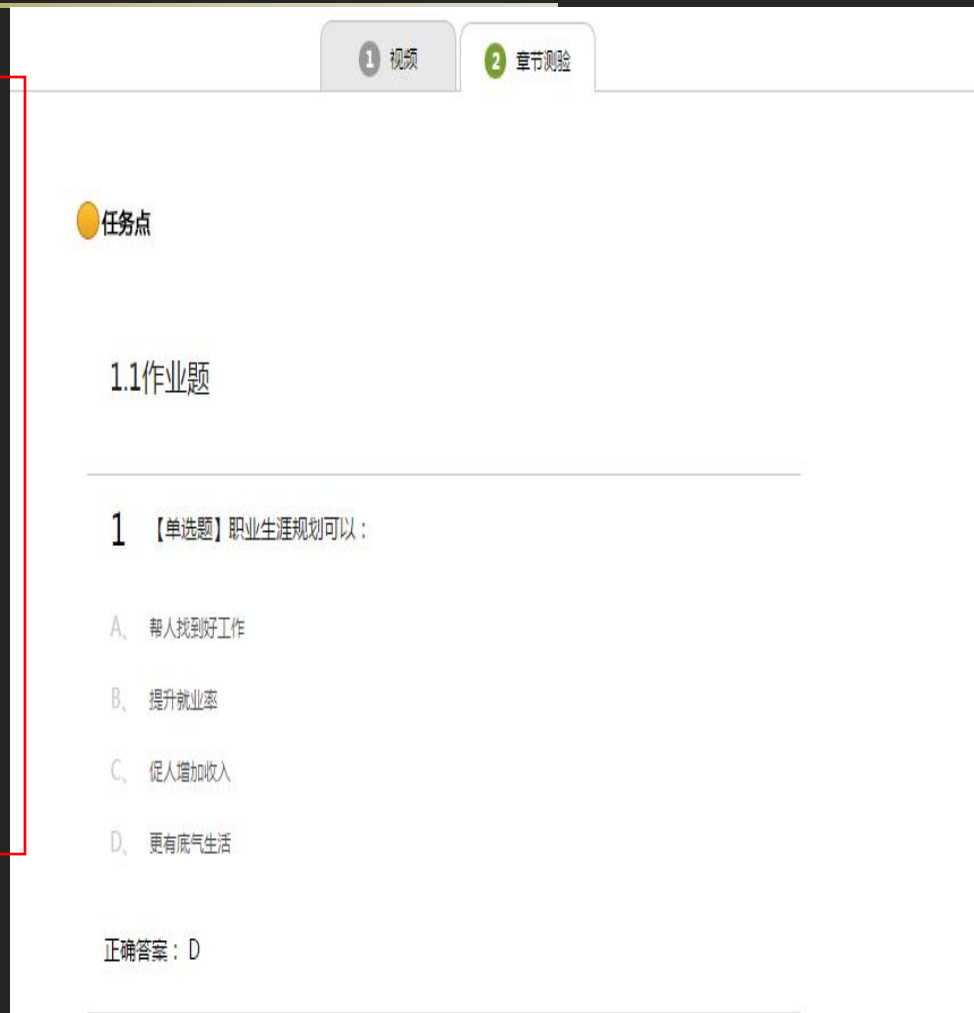 1 视频
2 章节测验
任务点
1.1作业题
1 【单选题】职业生涯规划可以：
A、 帮人找到好工作
B、 提升就业率
C、 促人增加收入
D、 更有底气生活
正确答案：D